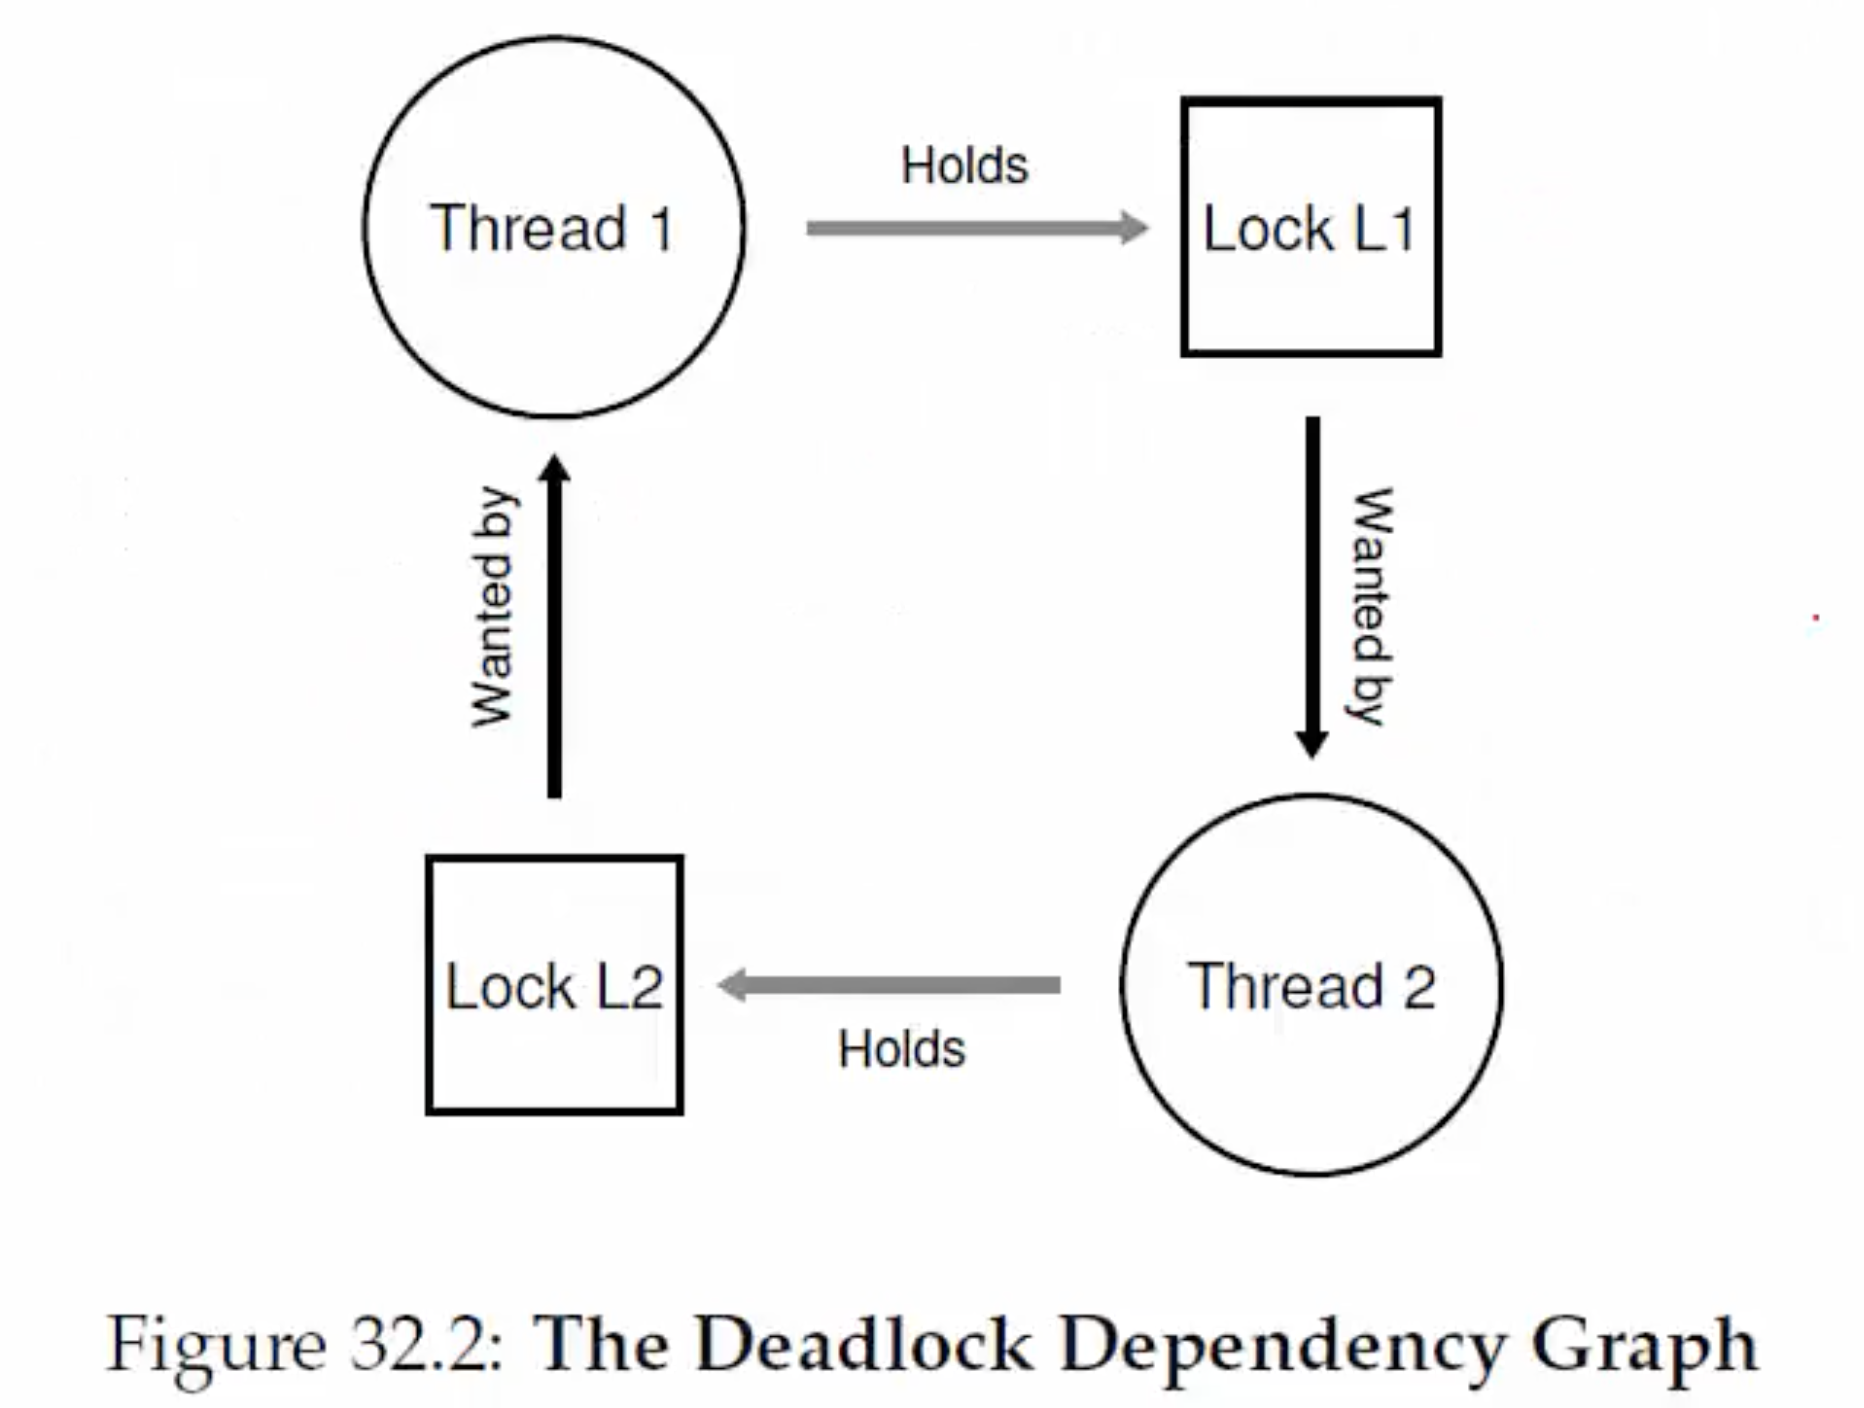 Thread 1
Holds
Lock L1
Wanted by
Wanted by
Lock L2
Holds
Thread 2
Figure 32.2: The Deadlock Dependency Graph